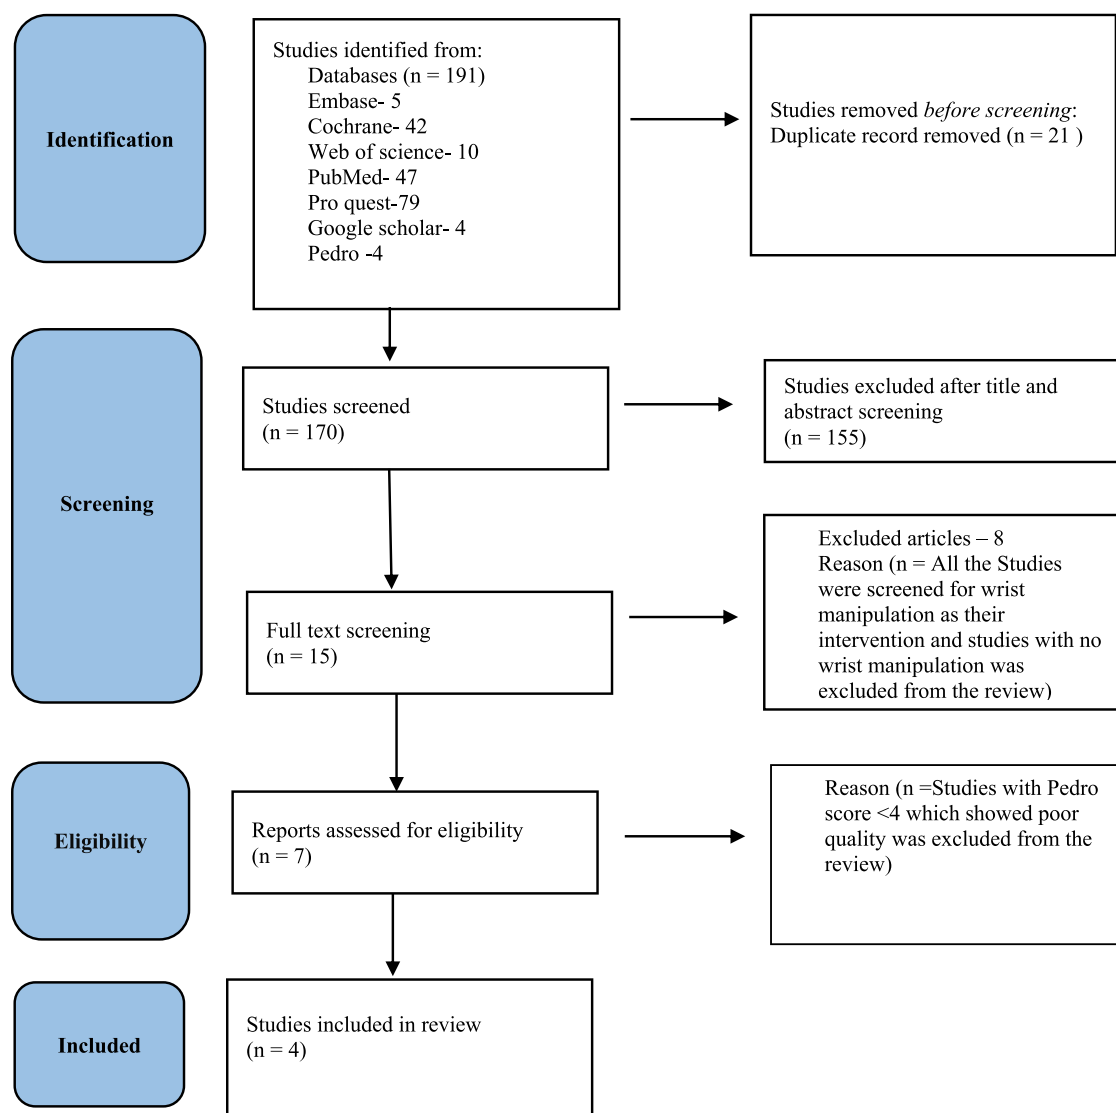 Identification
Studies identified from:
Databases (n = 191)
Embase- 5
Cochrane- 42
Web of science- 10
PubMed- 47
Pro quest-79
Google scholar- 4
Pedro -4
Studies removed before screening:
Duplicate record removed (n = 21 )
Screening
Studies screened
(n = 170)
Studies excluded after title and
abstract screening
(n = 155)
Full text screening
(n = 15)
Excluded articles – 8
Reason (n = All the Studies
were screened for wrist
manipulation as their
intervention and studies with no
wrist manipulation was
excluded from the review)
Eligibility
Reports assessed for eligibility
(n = 7)
Reason (n =Studies with Pedro
score <4 which showed poor
quality was excluded from the
review)
Included
Studies included in review
(n = 4)